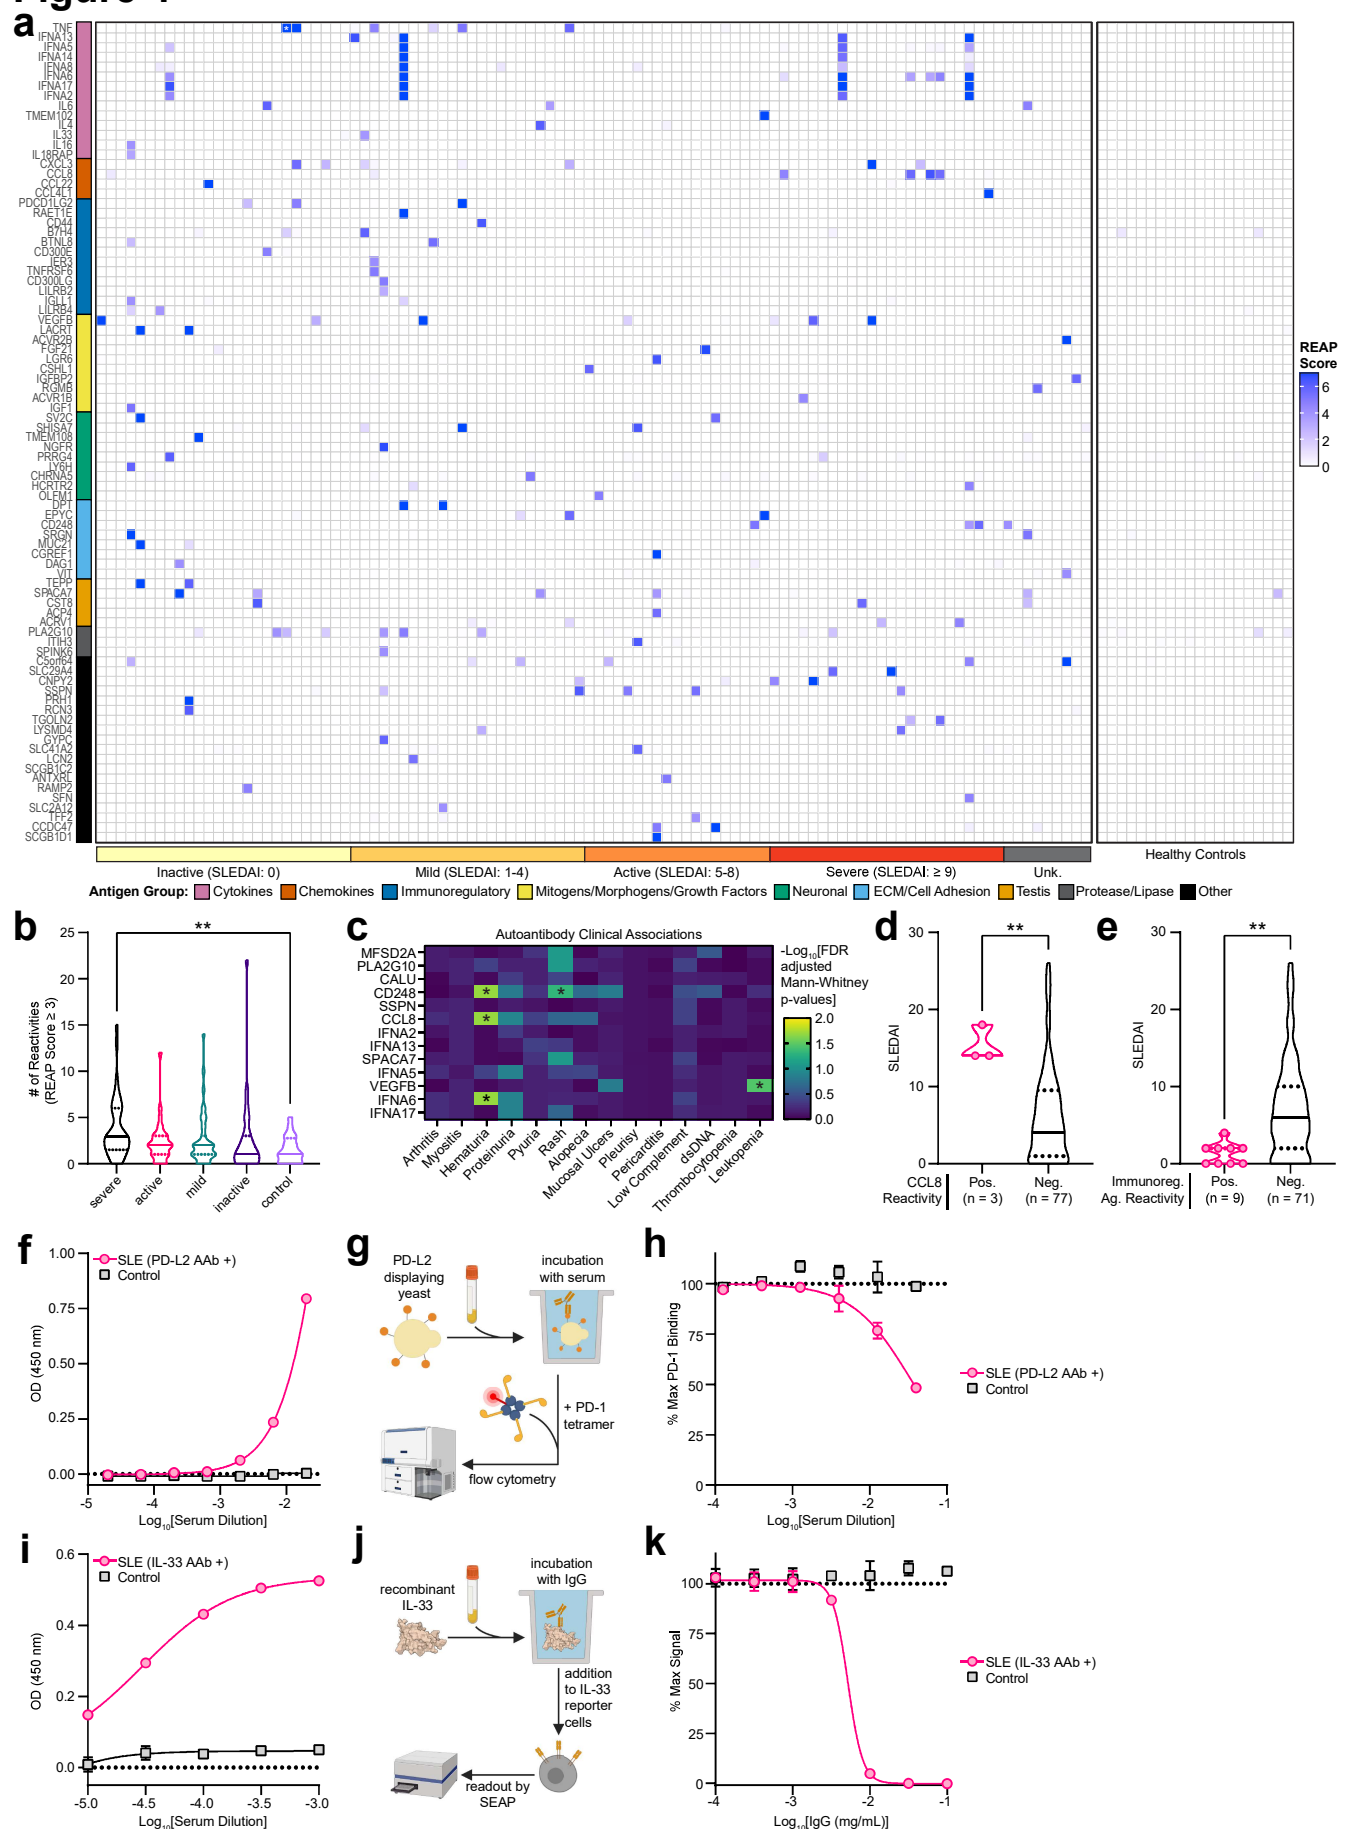 a
TNF
IFNA13
IFNA5
IFNA14
IFNA8
IFNA6
IFNA17
IFNA2
IL6
TMEM102
IL4
IL33
IL16
IL18RAP
CXCL3
CCL8
CCL22
CCL4L1
PDCD1LG2
RAET1E
CD44
B7H4
BTNL8
CD300E
IER3
TNFRSF6
CD300LG
LILRB2
IGLL1
LILRB4
VEGFB
LACRT
ACVR2B
FGF21
LGR6
CSHL1
IGFBP2
RGMB
ACVR1B
IGF1
SV2C
SHISA7
TMEM108
NGFR
PRRG4
LY6H
CHRNA5
HCRTR2
OLFM1
DPT
EPYC
CD248
SRGN
MUC21
CGREF1
DAG1
VIT
TEPP
SPACA7
CST8
ACP4
ACRV1
PLA2G10
ITIH3
SPINK6
C5orf64
SLC29A4
CNPY2
SSPN
PRH1
RCN3
TGOLN2
LYSMD4
GYPC
SLC41A2
LCN2
SCGB1C2
ANTXRL
RAMP2
SFN
SLC2A12
TFF2
CCDC47
SCGB1D1
*
REAP
Score
6
4
2
0
Inactive (SLEDAI: 0) Mild (SLEDAI: 1-4) Active (SLEDAI: 5-8) Severe (SLEDAI: ≥ 9) Unk. Healthy Controls
Antigen Group: Cytokines Chemokines Immunoregulatory Mitogens/Morphogens/Growth Factors Neuronal ECM/Cell Adhesion Testis Protease/Lipase Other
b
# of Reactivities
(REAP Score ≥ 3)
25
20
15
10
5
0
**
severe active mild inactive control
c
Autoantibody Clinical Associations
MFSD2A
PLA2G10
CALU
CD248
SSPN
CCL8
IFNA2
IFNA13
SPACA7
IFNA5
VEGFB
IFNA6
IFNA17
* *
*
*
*
Arthritis Myositis Hematuria Proteinuria Pyuria Rash Alopecia Mucosal Ulcers Pleurisy Pericarditis Low Complement dsDNA Thrombocytopenia Leukopenia
-Log10[FDR
adjusted
Mann-Whitney
p-values]
2.0
1.5
1.0
0.5
0.0
d
SLEDAI
30
20
10
0
**
CCL8
Reactivity
Pos.
(n = 3)
Neg.
(n = 77)
e
SLEDAI
30
20
10
0
**
Immunoreg.
Ag. Reactivity
Pos.
(n = 9)
Neg.
(n = 71)
f
OD (450 nm)
1.00
0.75
0.50
0.25
0.00
SLE (PD-L2 AAb +)
Control
-5 -4 -3 -2
Log10[Serum Dilution]
g
PD-L2
displaying
yeast
incubation
with serum
+ PD-1
tetramer
flow cytometry
h
% Max PD-1 Binding
100
75
50
25
0
-4 -3 -2 -1
Log10[Serum Dilution]
SLE (PD-L2 AAb +)
Control
i
OD (450 nm)
0.6
0.4
0.2
0.0
SLE (IL-33 AAb +)
Control
-5.0 -4.5 -4.0 -3.5 -3.0
Log10[Serum Dilution]
j
recombinant
IL-33
incubation
with IgG
addition
to IL-33
reporter
cells
readout by
SEAP
k
% Max Signal
100
75
50
25
0
-4 -3 -2 -1
Log10[IgG (mg/mL)]
SLE (IL-33 AAb +)
Control